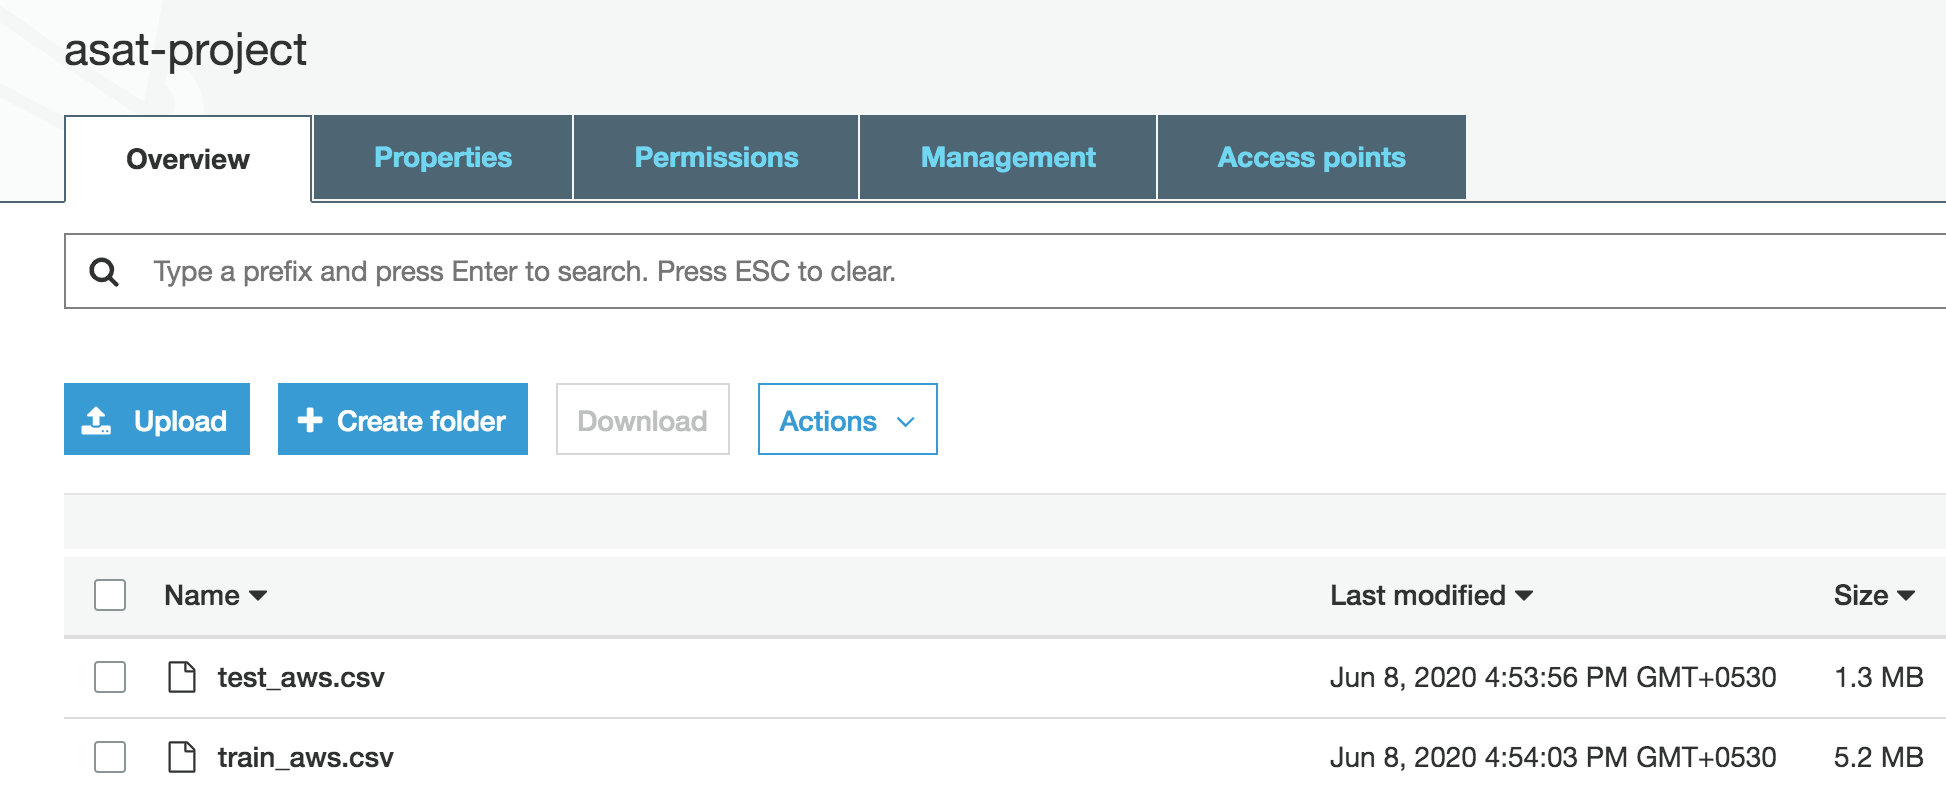 asat-project
Overview Properties Permissions Management Access points
Type a prefix and press Enter to search. Press ESC to clear.
Upload Create folder Download Actions
Name Last modified Size
test_aws.csv Jun 8, 2020 4:53:56 PM GMT+0530 1.3 MB
train_aws.csv Jun 8, 2020 4:54:03 PM GMT+0530 5.2 MB